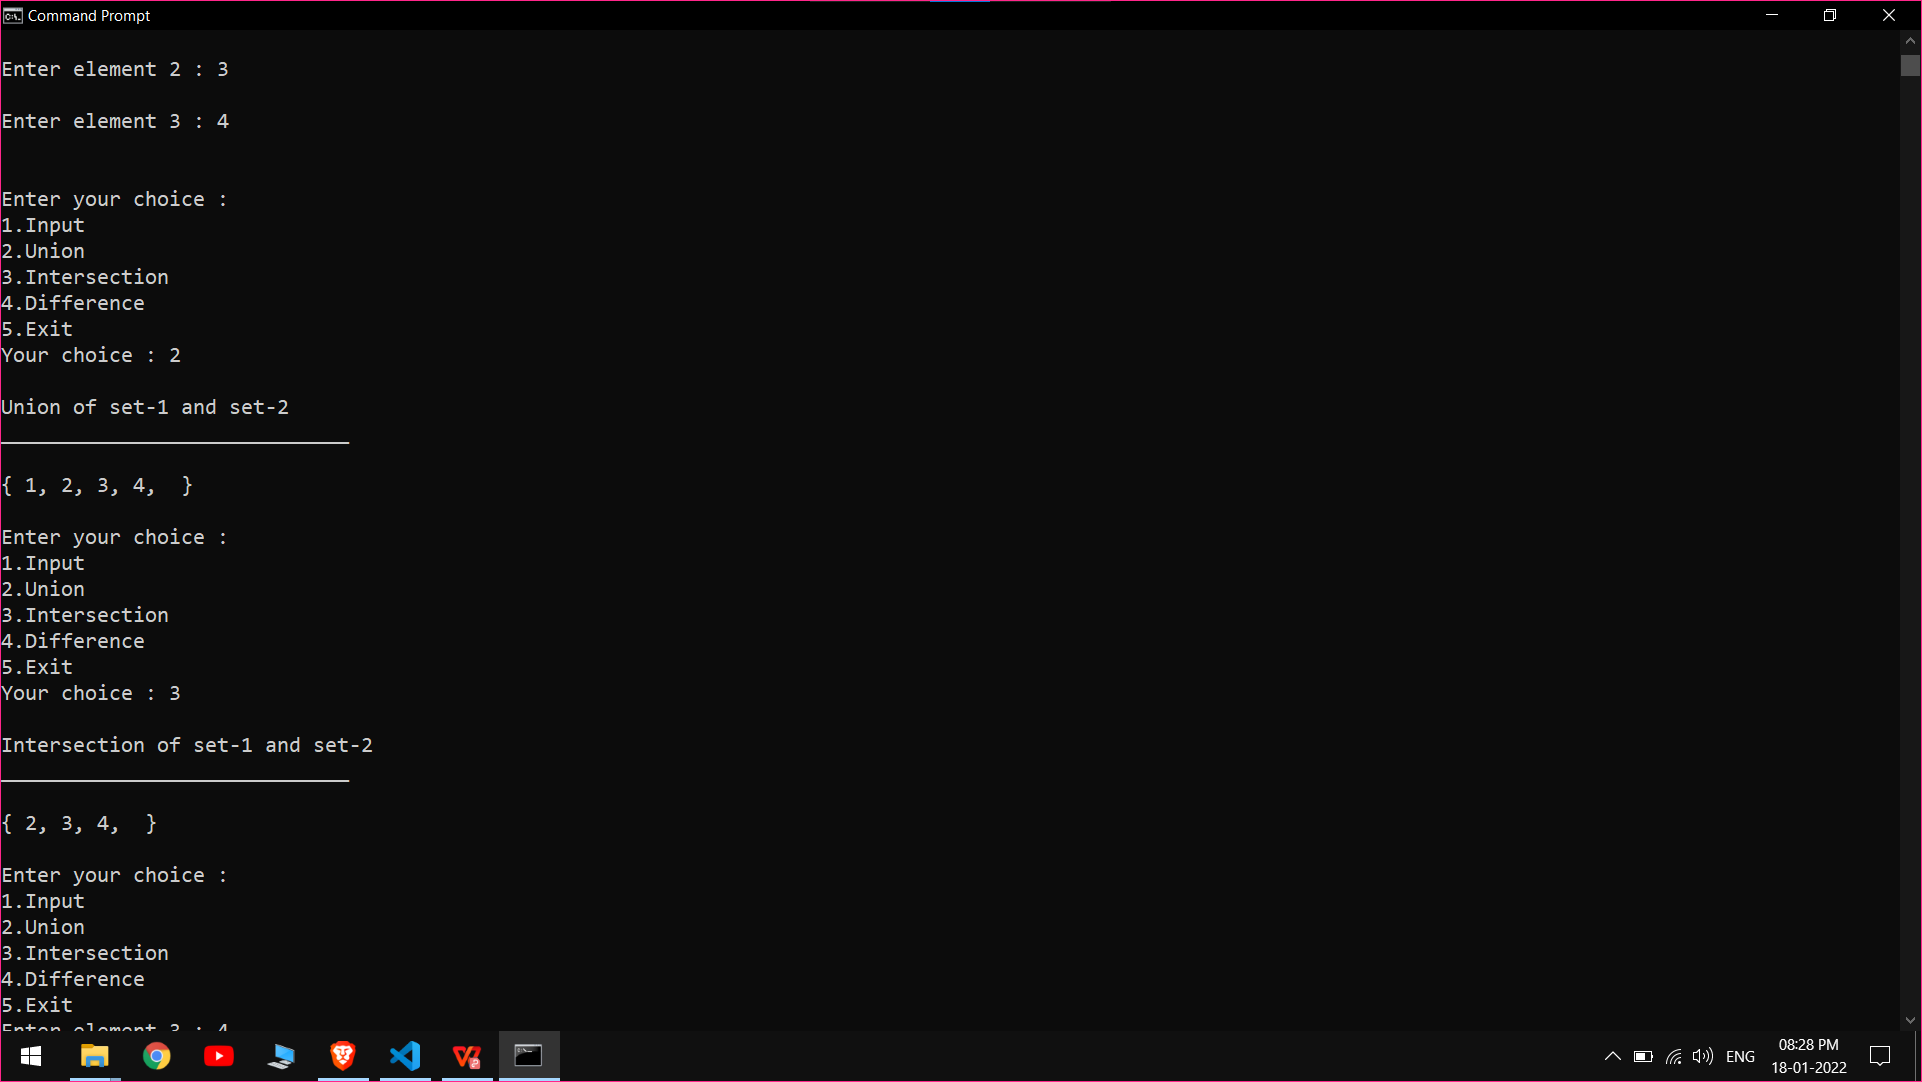 Command Prompt
Enter element 2 : 3
Enter element 3 : 4
Enter your choice :
1.Input
2.Union
3.Intersection
4.Difference
5.Exit
Your choice : 2
Union of set-1 and set-2
{ 1, 2, 3, 4,  }
Enter your choice :
1.Input
2.Union
3.Intersection
4.Difference
5.Exit
Your choice : 3
Intersection of set-1 and set-2
{ 2, 3, 4,  }
Enter your choice :
1.Input
2.Union
3.Intersection
4.Difference
5.Exit
Enter element 3 : 4
ENG
08:28 PM
18-01-2022